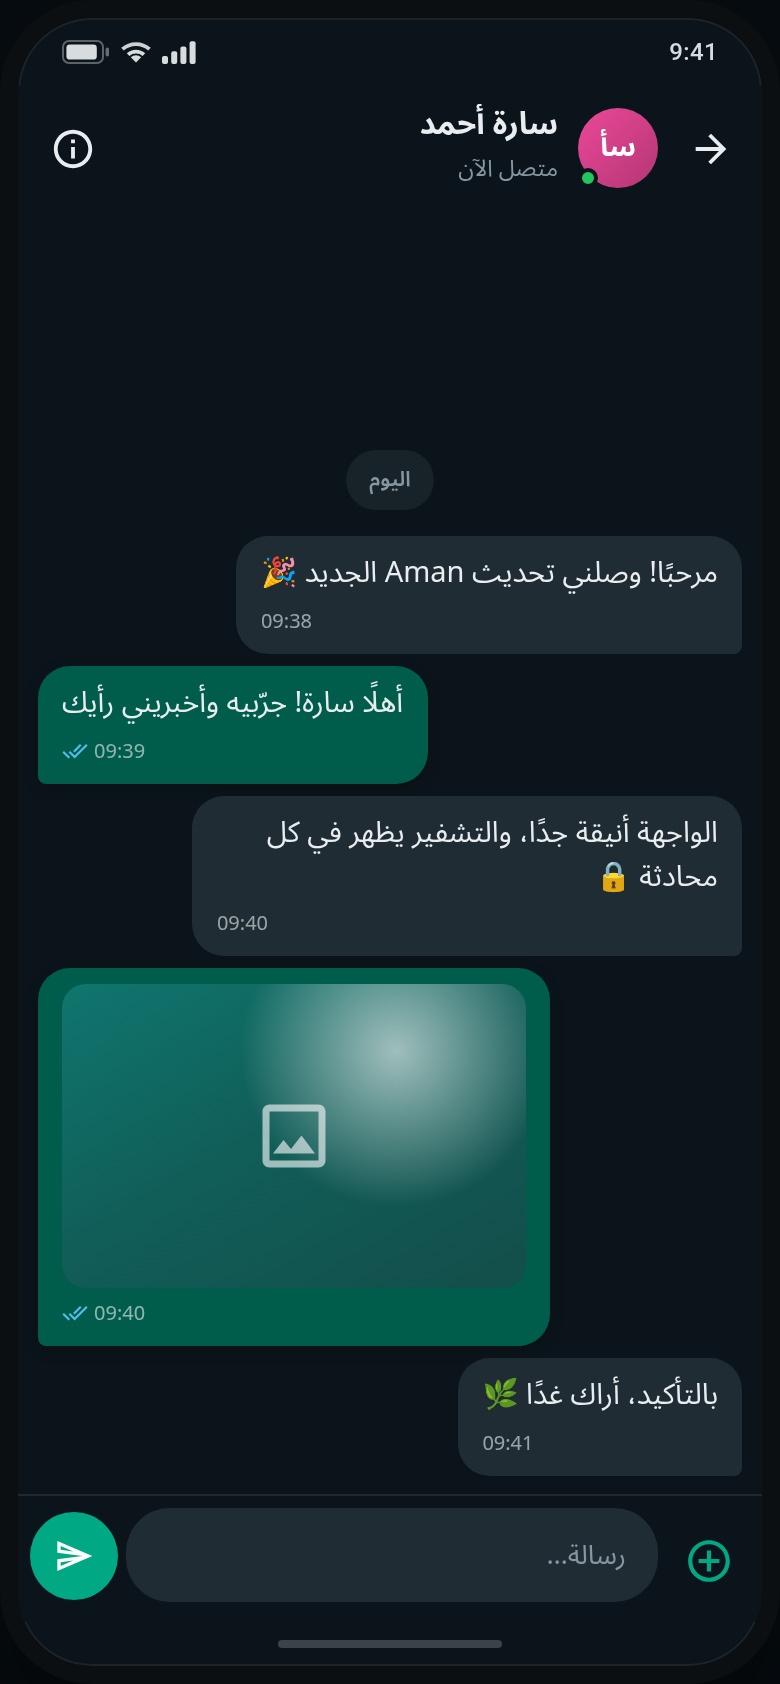 9:41
سأ
سارة أحمد
متصل الآن
اليوم
مرحبًا! وصلني تحديث Aman الجديد 🎉
09:38
أهلًا سارة! جرّبيه وأخبريني رأيك
09:39
الواجهة أنيقة جدًا، والتشفير يظهر في كل
محادثة 🔒
09:40
09:40
بالتأكيد، أراك غدًا 🌿
09:41
رسالة...